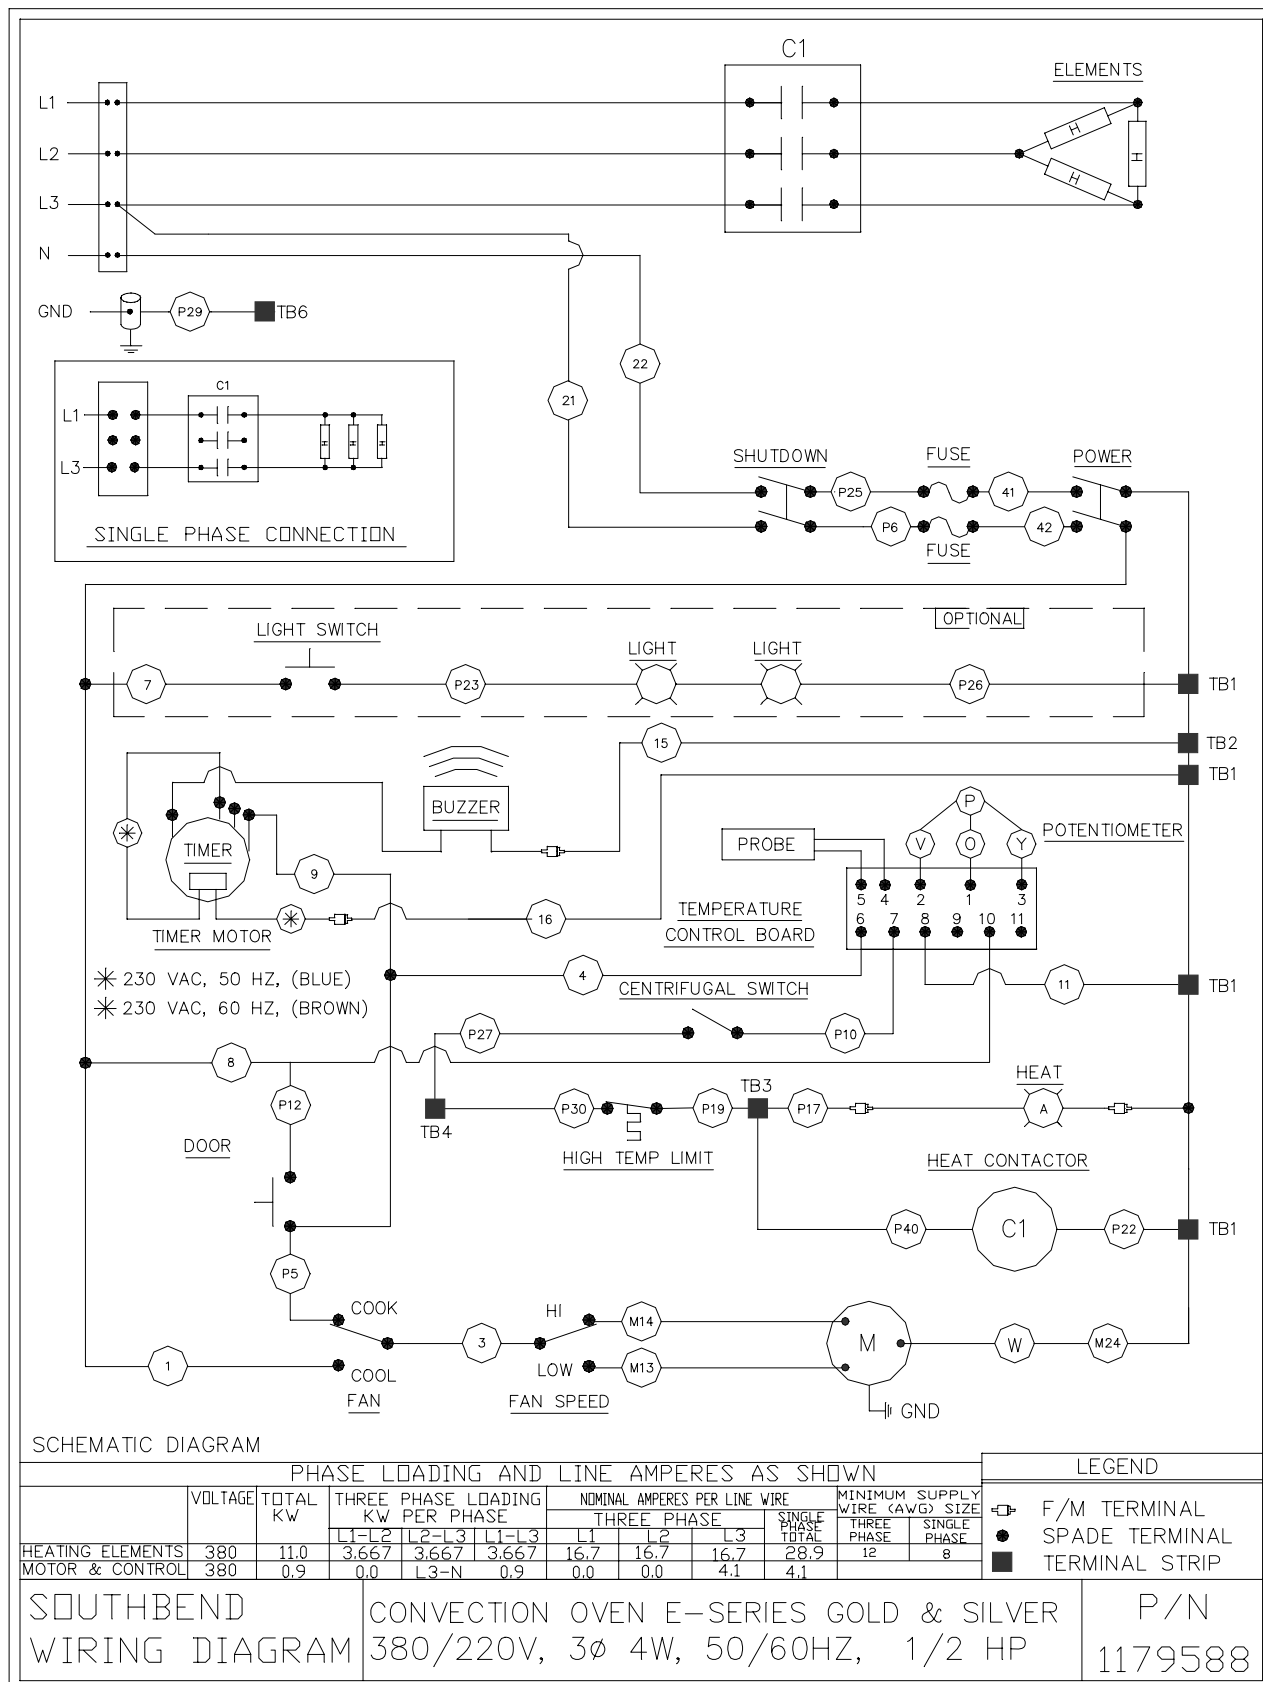 C1
ELEMENTS
L1
H
L2
H
H
L3
N
GND
P29
TB6
22
C1
L1
21
L3
H H H
SINGLE PHASE CONNECTION
SHUTDOWN
FUSE
POWER
P25
41
P6
42
FUSE
OPTIONAL
LIGHT SWITCH
LIGHT
LIGHT
7
P23
P26
TB1
15
TB2
TB1
BUZZER
P
POTENTIOMETER
TIMER
PROBE
V O Y
9
5 4 2 1 3
TEMPERATURE
CONTROL BOARD
6 7 8 9 10 11
16
TIMER MOTOR
✳ 230 VAC, 50 HZ, (BLUE)
✳ 230 VAC, 60 HZ, (BROWN)
4
CENTRIFUGAL SWITCH
11
TB1
P27
P10
8
HEAT
P12
TB3
P30
P19
P17
A
TB4
DOOR
HIGH TEMP LIMIT
HEAT CONTACTOR
P40
C1
P22
TB1
P5
COOK
HI
M14
3
M
W
M24
1
COOL
LOW
M13
FAN
FAN SPEED
GND
SCHEMATIC DIAGRAM
PHASE LOADING AND LINE AMPERES AS SHOWN
VOLTAGE
TOTAL KW
THREE PHASE LOADING KW PER PHASE
NOMINAL AMPERES PER LINE WIRE
MINIMUM SUPPLY WIRE (AWG) SIZE
THREE PHASE
SINGLE PHASE TOTAL
THREE PHASE
SINGLE PHASE
L1-L2 L2-L3 L1-L3 L1 L2 L3
HEATING ELEMENTS 380 11.0 3.667 3.667 3.667 16.7 16.7 16.7 28.9 12 8
MOTOR & CONTROL 380 0.9 0.0 L3-N 0.9 0.0 0.0 4.1 4.1
LEGEND
F/M TERMINAL
SPADE TERMINAL
TERMINAL STRIP
SOUTHBEND
WIRING DIAGRAM
CONVECTION OVEN E-SERIES GOLD & SILVER
380/220V, 3ø 4W, 50/60HZ, 1/2 HP
P/N
1179588